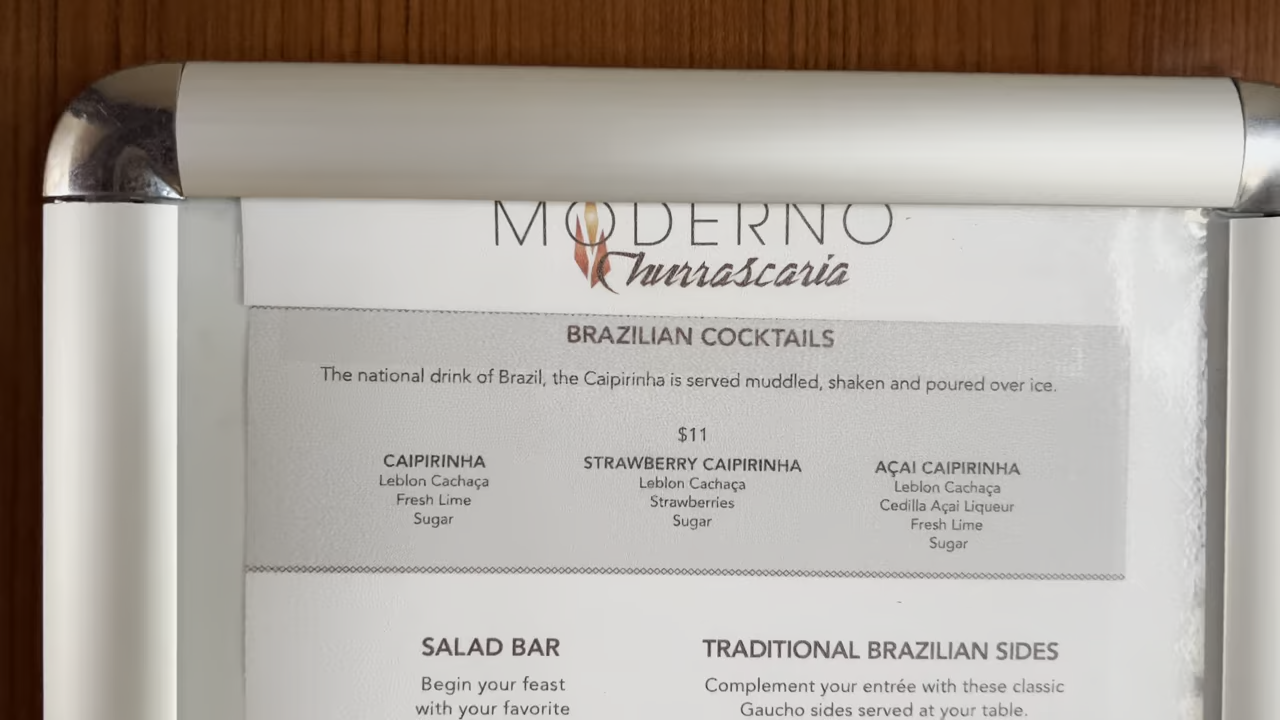 MODERNO
Churrascaria
BRAZILIAN COCKTAILS
The national drink of Brazil, the Caipirinha is served muddled, shaken and poured over ice.
$11
CAIPIRINHA
Leblon Cachaça
Fresh Lime
Sugar
STRAWBERRY CAIPIRINHA
Leblon Cachaça
Strawberries
Sugar
AÇAI CAIPIRINHA
Leblon Cachaça
Cedilla Açai Liqueur
Fresh Lime
Sugar
SALAD BAR
Begin your feast
with your favorite
TRADITIONAL BRAZILIAN SIDES
Complement your entrée with these classic
Gaucho sides served at your table.